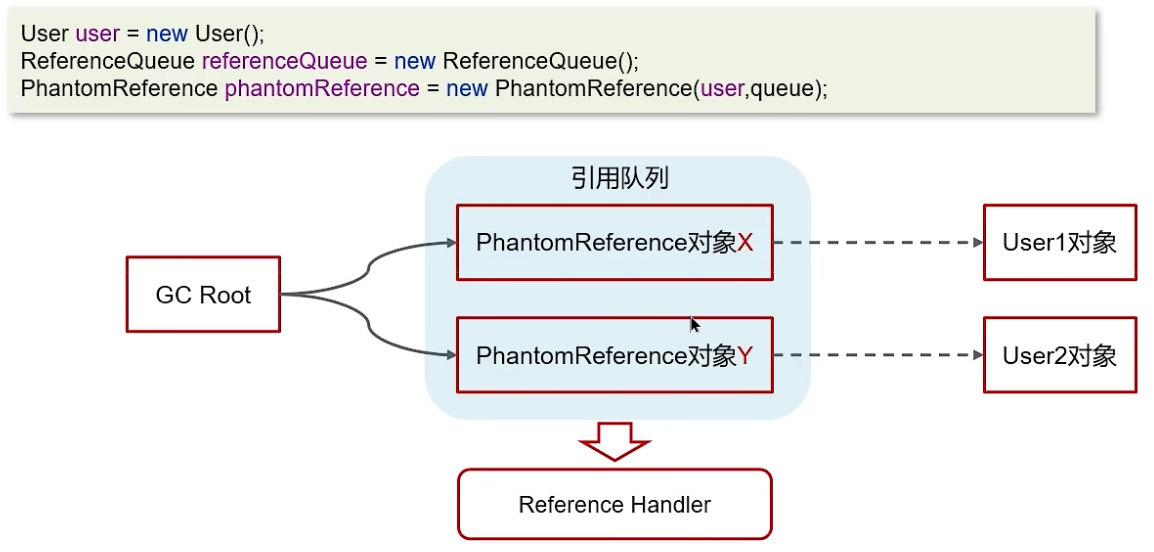 User user = new User();
ReferenceQueue referenceQueue = new ReferenceQueue();
PhantomReference phantomReference = new PhantomReference(user,queue);
引用队列
PhantomReference对象X
User1对象
GC Root
PhantomReference对象Y
User2对象
Reference Handler